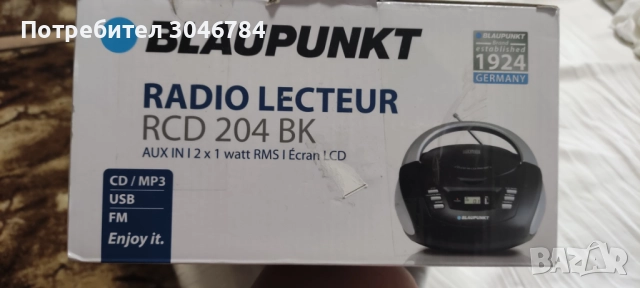 Потребител 3046784
BLAUPUNKT
BLAUPUNKT
Brand
established
1924
GERMANY
RADIO LECTEUR
RCD 204 BK
AUX IN I 2 x 1 watt RMS I Écran LCD
CD / MP3
USB
FM
Enjoy it.
BLAUPUNKT
BAZAR